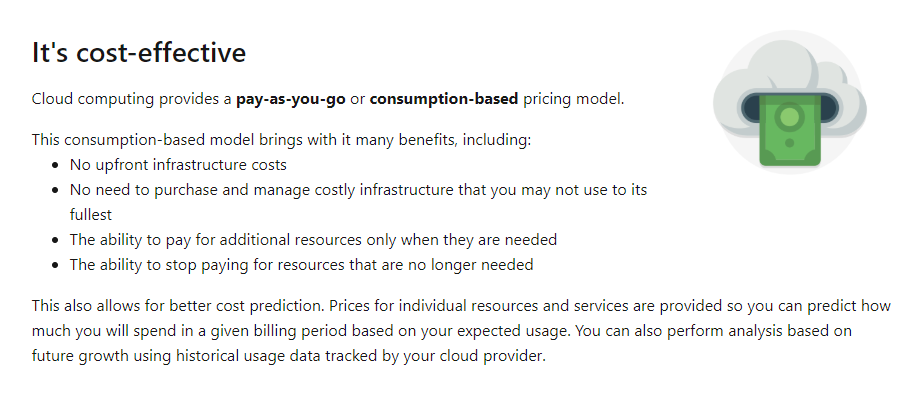 It's cost-effective
Cloud computing provides a pay-as-you-go or consumption-based pricing model.
This consumption-based model brings with it many benefits, including:
• No upfront infrastructure costs
• No need to purchase and manage costly infrastructure that you may not use to its
fullest
• The ability to pay for additional resources only when they are needed
• The ability to stop paying for resources that are no longer needed
This also allows for better cost prediction. Prices for individual resources and services are provided so you can predict how
much you will spend in a given billing period based on your expected usage. You can also perform analysis based on
future growth using historical usage data tracked by your cloud provider.